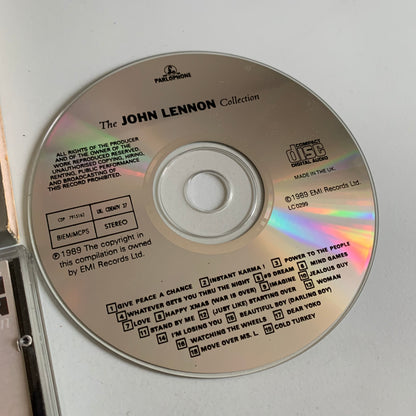 PARLOPHONE
The JOHN LENNON Collection
ALL RIGHTS OF THE PRODUCER
AND OF THE OWNER OF THE
WORK REPRODUCED RESERVED.
UNAUTHORISED COPYING, HIRING,
RENTING, PUBLIC PERFORMANCE
AND BROADCASTING OF
THIS RECORD PROHIBITED.
COMPACT
disc
DIGITAL AUDIO
MADE IN THE UK.
℗1989 EMI Records Ltd.
LC0299
CDP 7915162
UK: CDEMTV 37
BIEM/MCPS
STEREO
℗1989 The copyright in
this compilation is owned
by EMI Records Ltd.
1 GIVE PEACE A CHANCE 2 INSTANT KARMA! 3 POWER TO THE PEOPLE
4 WHATEVER GETS YOU THRU THE NIGHT 5 #9 DREAM 6 MIND GAMES
7 LOVE 8 HAPPY XMAS (WAR IS OVER) 9 IMAGINE 10 JEALOUS GUY
11 STAND BY ME 12 (JUST LIKE) STARTING OVER 13 WOMAN
14 I'M LOSING YOU 15 BEAUTIFUL BOY (DARLING BOY)
16 WATCHING THE WHEELS 17 DEAR YOKO
18 MOVE OVER MS. L 19 COLD TURKEY